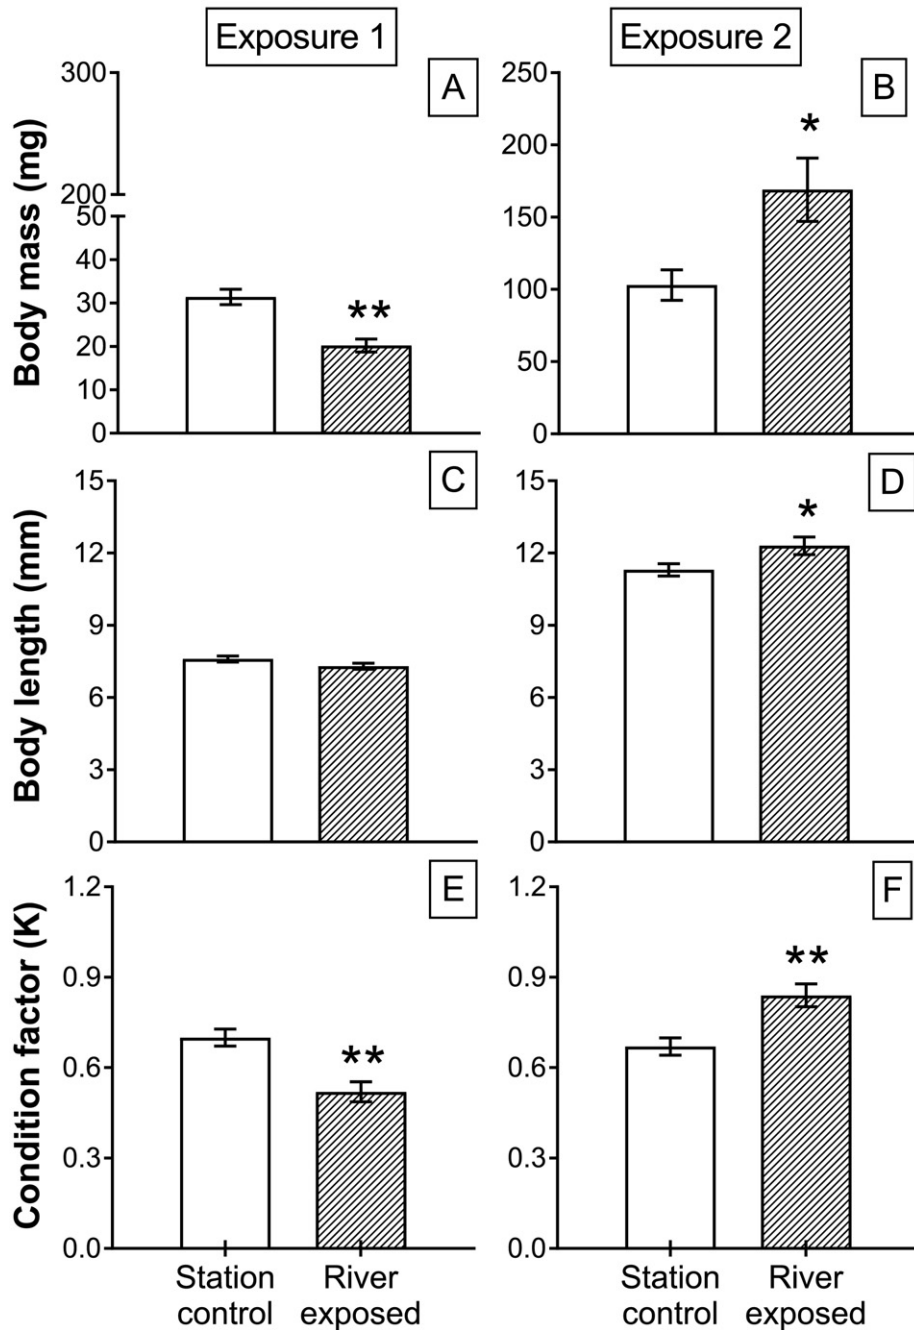 Exposure 1
Exposure 2
A
Body mass (mg)
300
200
50
40
30
20
10
0
**
B
250
200
150
100
50
0
*
C
Body length (mm)
15
12
9
6
3
0
D
15
12
9
6
3
0
*
E
Condition factor (K)
1.2
0.9
0.6
0.3
0.0
**
Station
control
River
exposed
F
1.2
0.9
0.6
0.3
0.0
**
Station
control
River
exposed